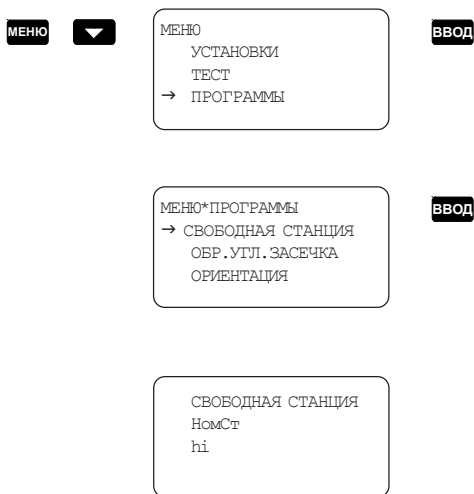 МЕНЮ
МЕНЮ ВВОД
УСТАНОВКИ
ТЕСТ
→ ПРОГРАММЫ
МЕНЮ*ПРОГРАММЫ ВВОД
→ СВОБОДНАЯ СТАНЦИЯ
ОБР.УГЛ.ЗАСЕЧКА
ОРИЕНТАЦИЯ
СВОБОДНАЯ СТАНЦИЯ
НомСт
hi